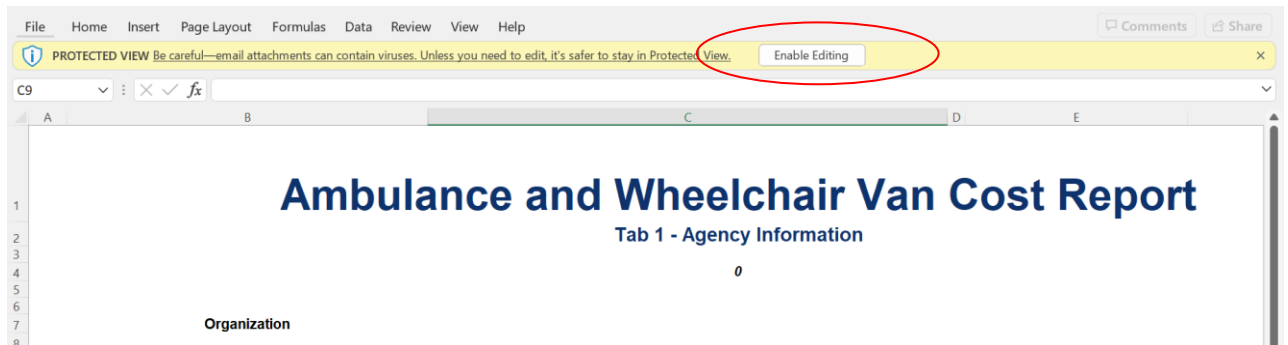 File Home Insert Page Layout Formulas Data Review View Help Comments Share
PROTECTED VIEW Be careful—email attachments can contain viruses. Unless you need to edit, it's safer to stay in Protected View. Enable Editing
C9 fx
A B C D E
1 Ambulance and Wheelchair Van Cost Report
2 Tab 1 - Agency Information
3
4 0
5
6
7 Organization
8